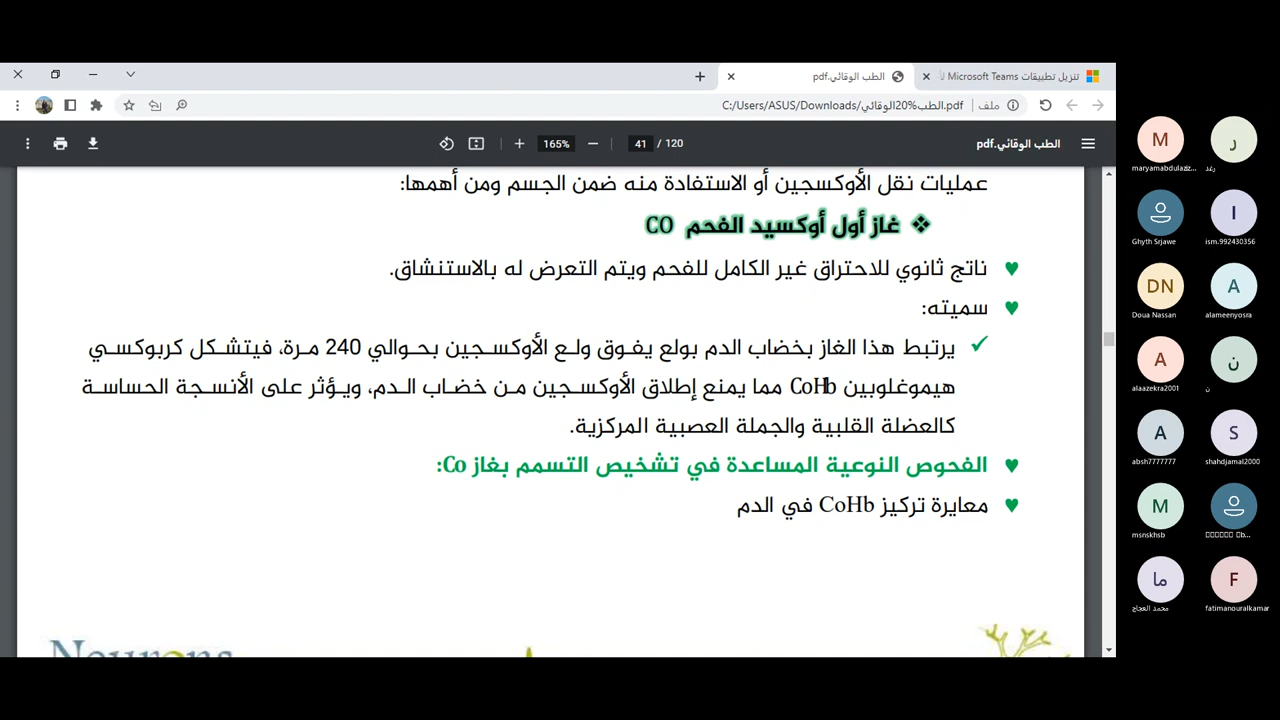 تنزيل تطبيقات Microsoft Teams
الطب الوقائي.pdf
ملف
C:/Users/ASUS/Downloads/الطب%20الوقائي.pdf
الطب الوقائي.pdf
41 / 120
165%
عمليات نقل الأوكسجين أو الاستفادة منه ضمن الجسم ومن أهمها:
❖ غاز أول أوكسيد الفحم CO
♥ ناتج ثانوي للاحتراق غير الكامل للفحم ويتم التعرض له بالاستنشاق.
♥ سميته:
✓ يرتبط هذا الغاز بخضاب الدم بولع يفوق ولع الأوكسجين بحوالي 240 مرة، فيتشكل كربوكسي
هيموغلوبين CoHb مما يمنع إطلاق الأوكسجين من خضاب الدم، ويؤثر على الأنسجة الحساسة
كالعضلة القلبية والجملة العصبية المركزية.
♥ الفحوص النوعية المساعدة في تشخيص التسمم بغاز Co:
♥ معايرة تركيز CoHb في الدم
Neurons
M
maryamabdulaziz...
ر
رغد
Ghyth Srjawe
I
ism.992430356
DN
Doua Nassan
A
alameenyosra
A
alaazekra2001
ن
ن
A
absh7777777
S
shahdjamal2000
M
msnskhsb
b...
ما
محمد العجاج
F
fatimanouralkamar